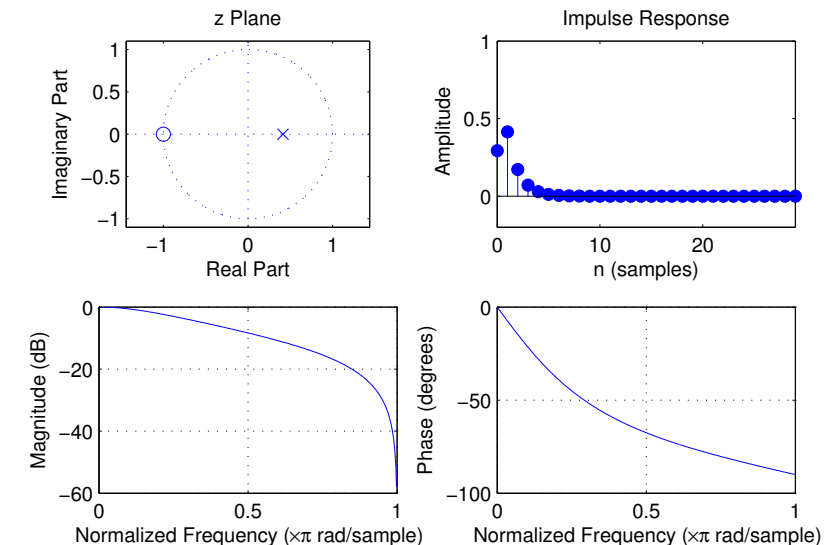 z Plane
1
0.5
0
−0.5
−1
−1
0
1
Imaginary Part
Real Part
Impulse Response
1
0.5
0
0
10
20
Amplitude
n (samples)
0
−20
−40
−60
0
0.5
1
Magnitude (dB)
Normalized Frequency (×π rad/sample)
0
−50
−100
0
0.5
1
Phase (degrees)
Normalized Frequency (×π rad/sample)